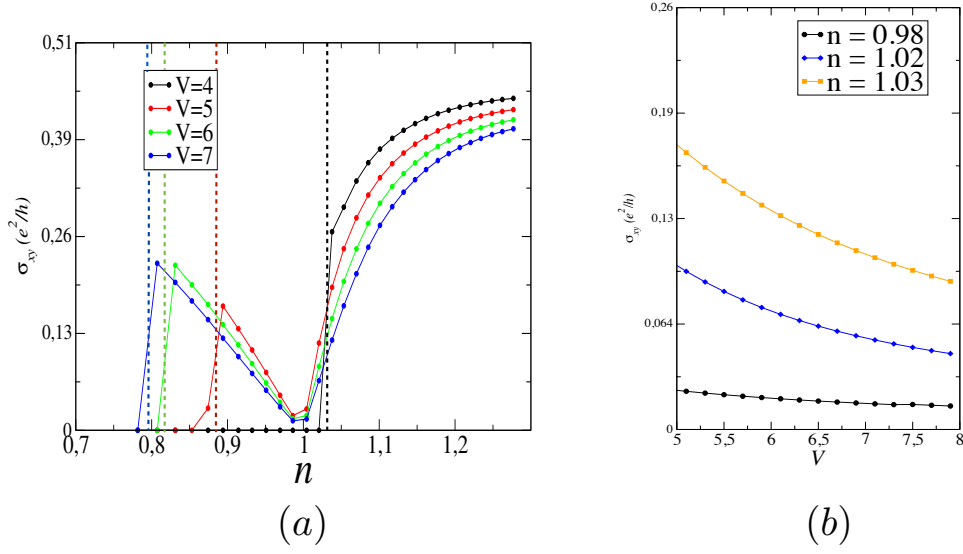 0,51
0,39
0,26
0,13
0
σxy (e²/h)
V=4
V=5
V=6
V=7
0,7
0,8
0,9
1
1,1
1,2
n
(a)
0,26
0,19
0,13
0,064
0
σxy (e²/h)
n = 0.98
n = 1.02
n = 1.03
5
5,5
6
6,5
7
7,5
8
V
(b)